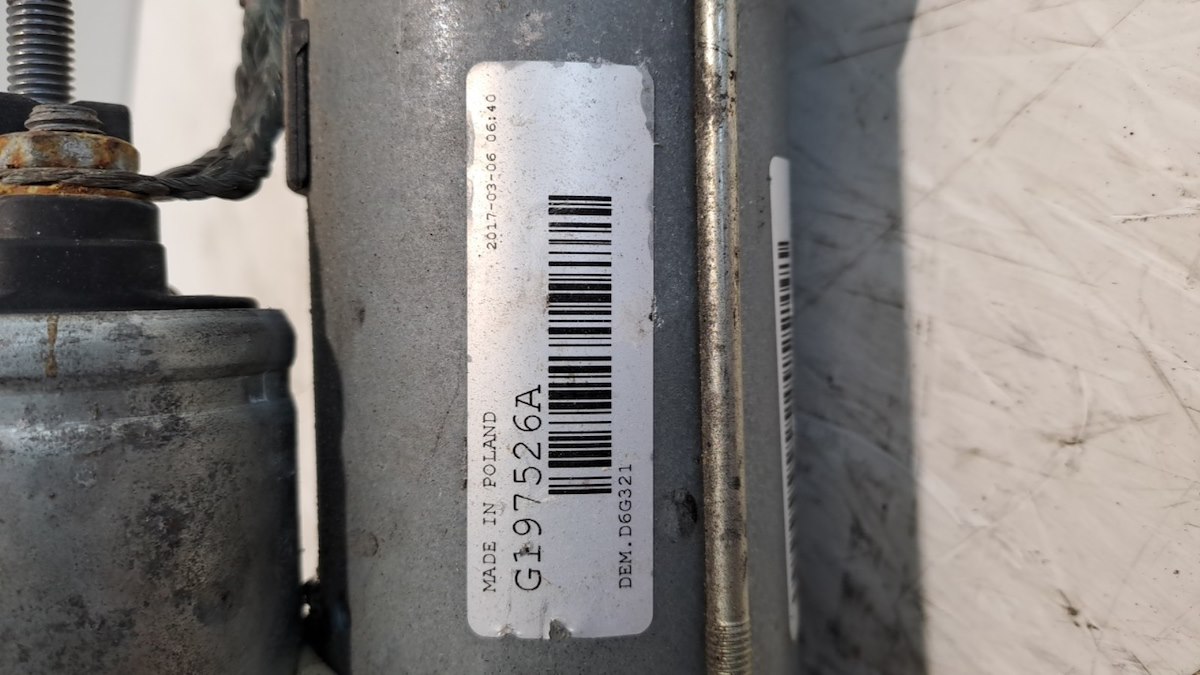 MADE IN POLAND 2017-03-06 06:40
G197526A
DEM.D6G321